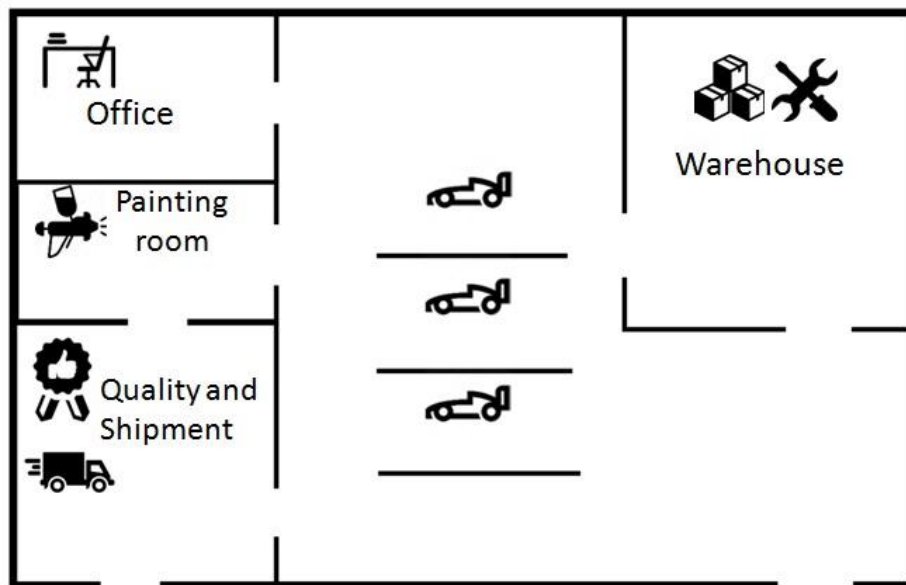 Office
Warehouse
Painting
room
Quality and
Shipment